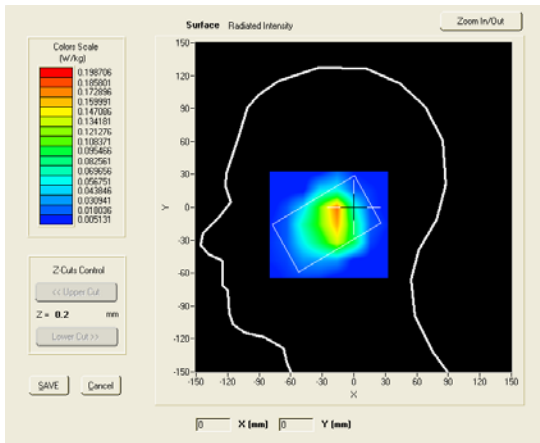 Surface Radiated Intensity
Zoom In/Out
Colors Scale
(W/kg)
0.198706
0.185801
0.172896
0.159991
0.147086
0.134181
0.121276
0.108371
0.095466
0.082561
0.069656
0.056751
0.043846
0.030941
0.018036
0.005131
Z-Cuts Control
<< Upper Cut
Z = 0.2 mm
Lower Cut >>
SAVE Cancel
150
120
90
60
30
0
-30
-60
-90
-120
-150
Y
-150 -120 -90 -60 -30 0 30 60 90 120 150
X
0 X (mm) 0 Y (mm)